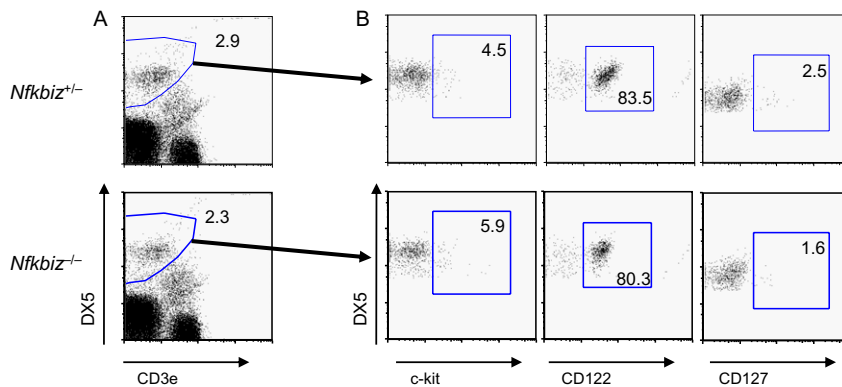 A
B
2.9
4.5
83.5
2.5
Nfkbiz+/–
2.3
5.9
80.3
1.6
Nfkbiz–/–
DX5
DX5
CD3e
c-kit
CD122
CD127